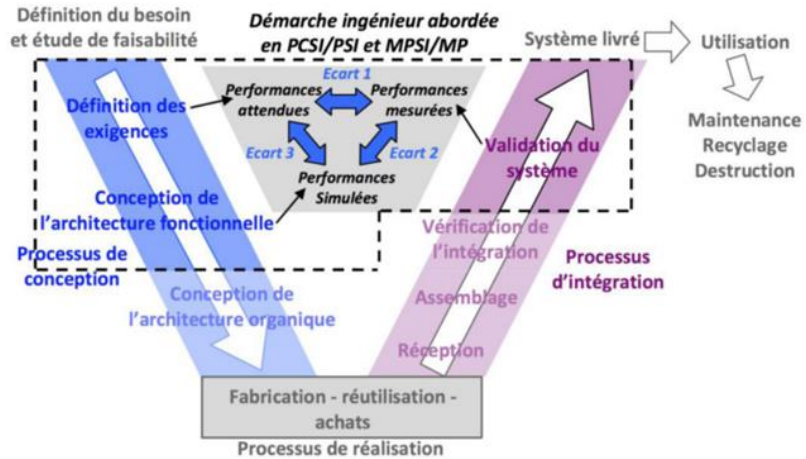 Définition du besoin
et étude de faisabilité
Démarche ingénieur abordée
en PCSI/PSI et MPSI/MP
Système livré
Utilisation
Maintenance
Recyclage
Destruction
Ecart 1
Performances
attendues
Performances
mesurées
Définition des
exigences
Ecart 3
Ecart 2
Validation du
système
Performances
Simulées
Conception de
l'architecture fonctionnelle
Processus de
conception
Vérification de
l'intégration
Processus
d'intégration
Conception de
l'architecture organique
Assemblage
Réception
Fabrication - réutilisation -
achats
Processus de réalisation